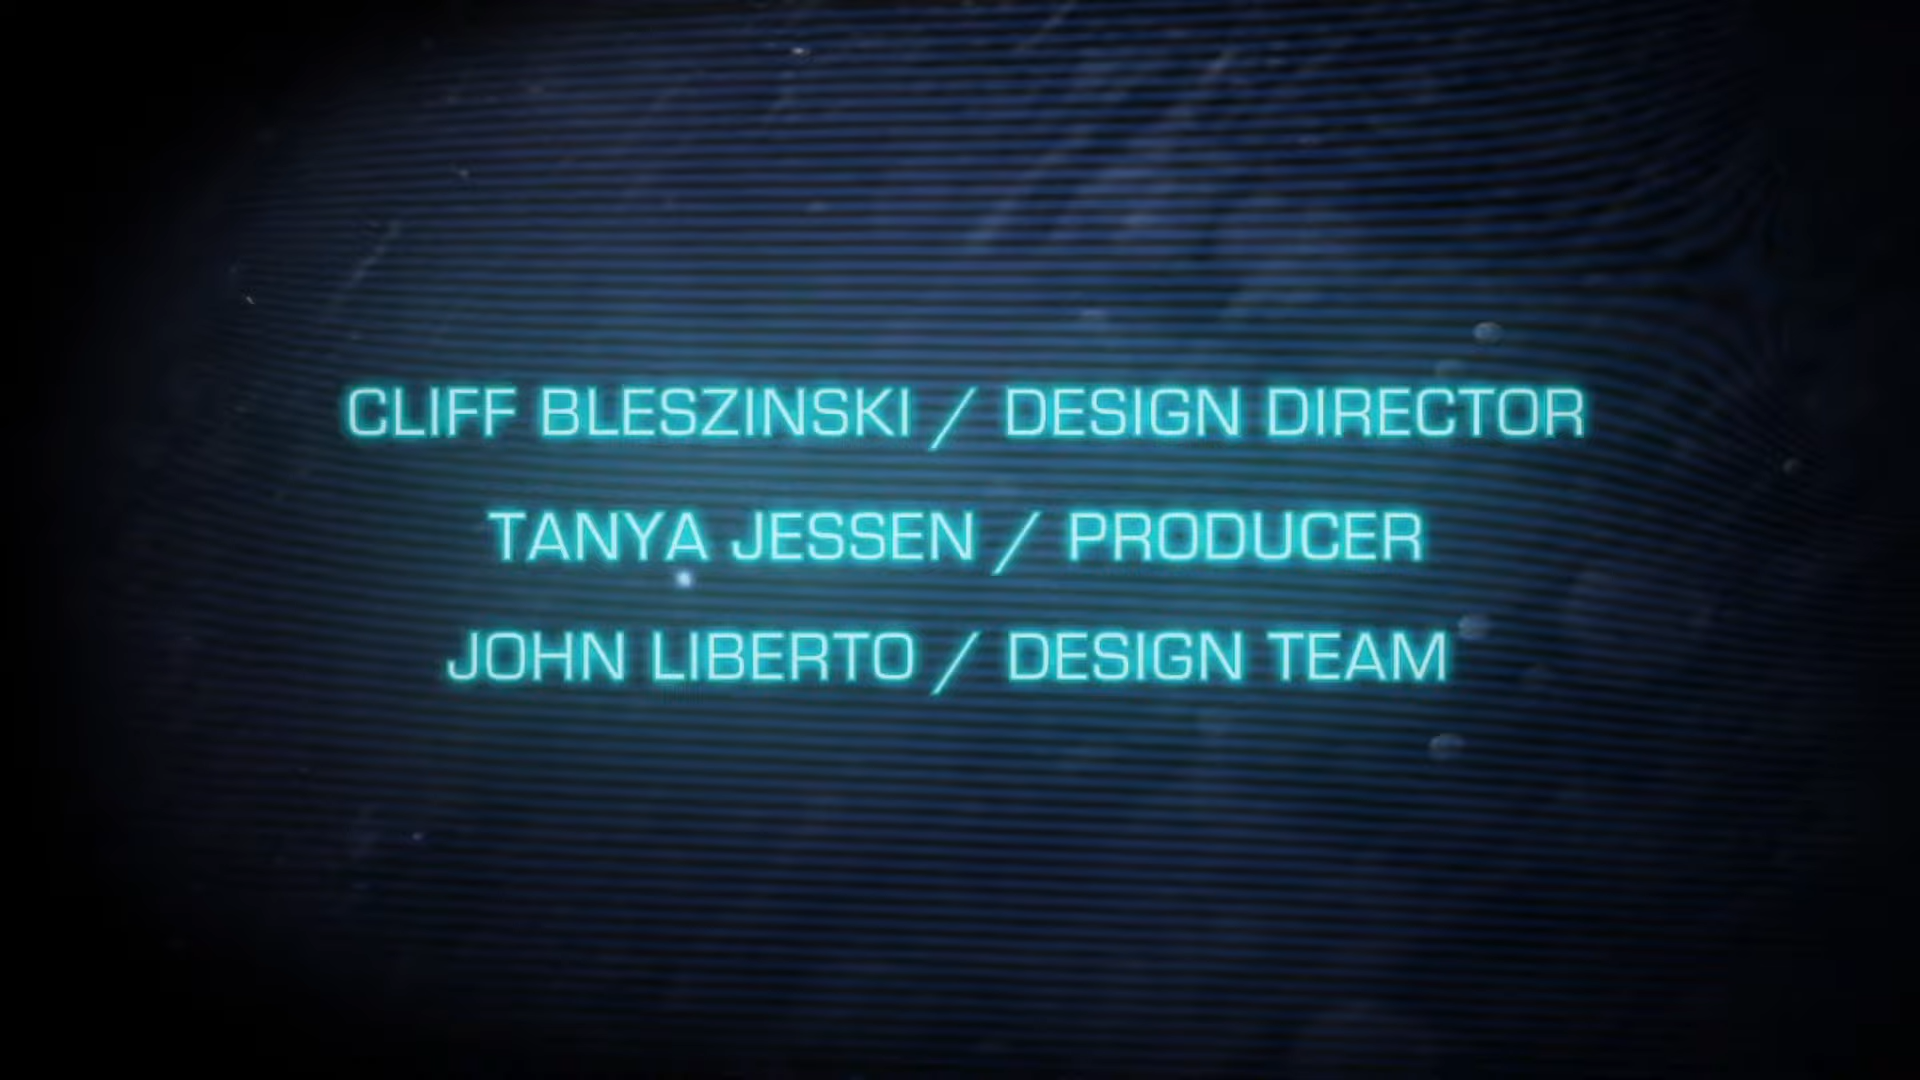 CLIFF BLESZINSKI / DESIGN DIRECTOR
TANYA JESSEN / PRODUCER
JOHN LIBERTO / DESIGN TEAM